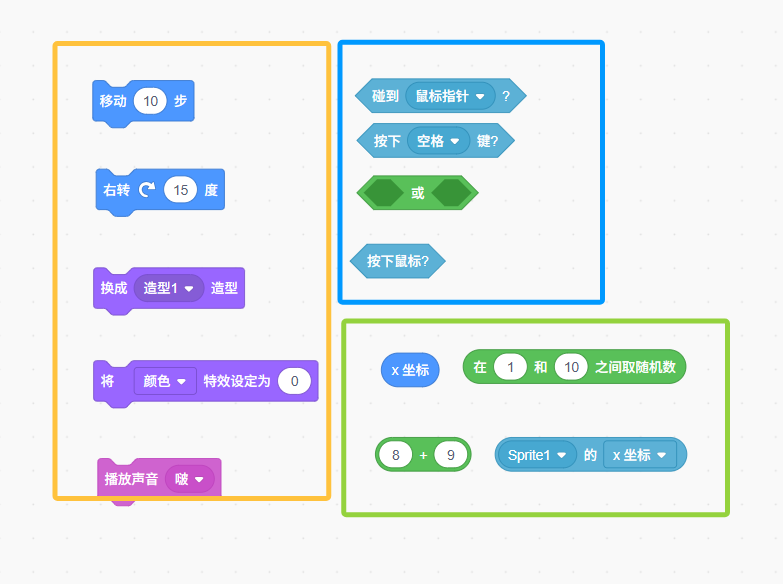 移动 10 步
右转 15 度
换成 造型1 造型
将 颜色 特效设定为 0
播放声音 啵
碰到 鼠标指针 ?
按下 空格 键?
或
按下鼠标?
x 坐标
在 1 和 10 之间取随机数
8 + 9
Sprite1 的 x 坐标